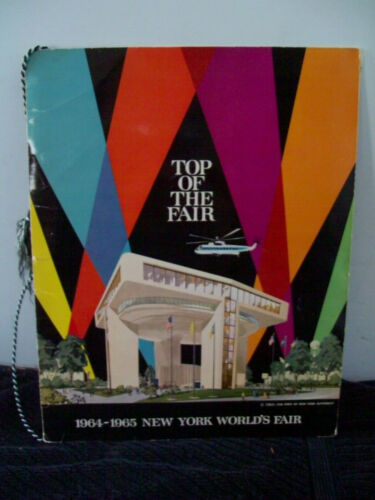 TOP
OF
THE
FAIR
1964-1965 NEW YORK WORLD'S FAIR